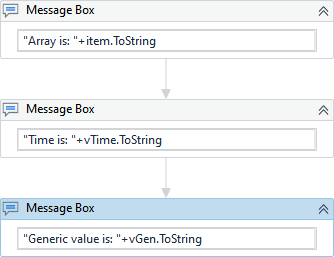 Message Box
"Array is: "+item.ToString
Message Box
"Time is: "+vTime.ToString
Message Box
"Generic value is: "+vGen.ToString